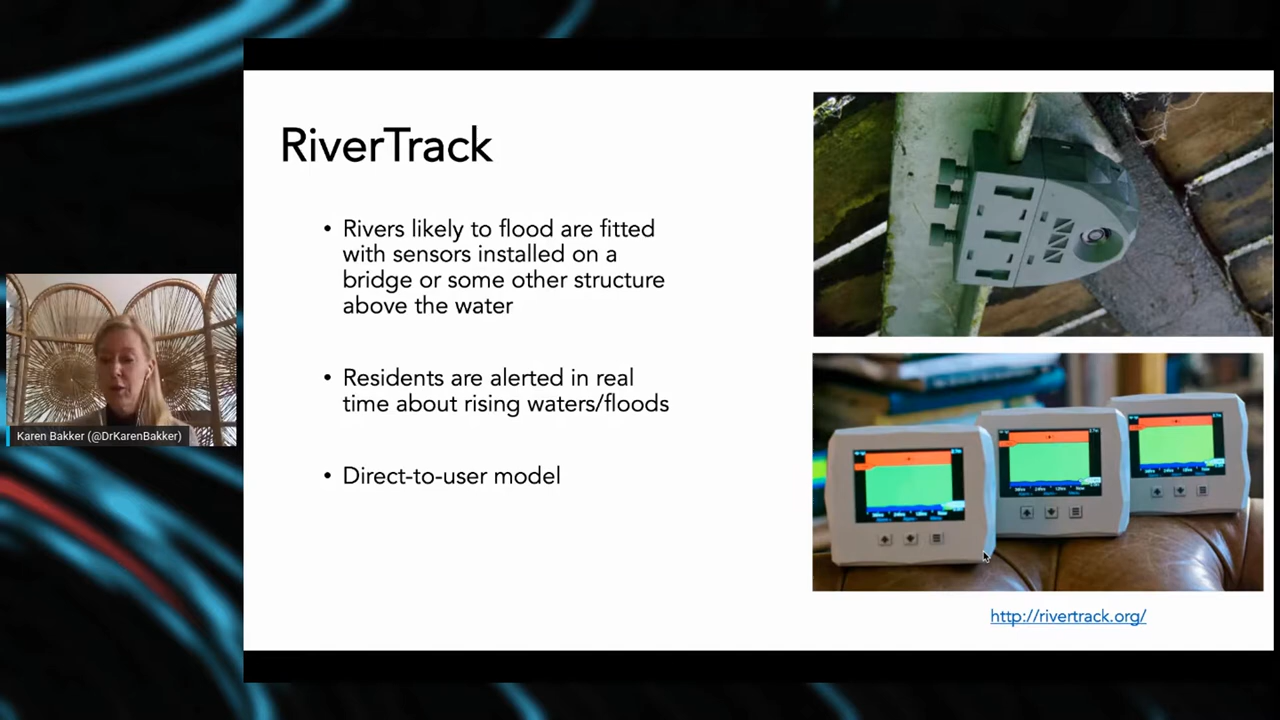 RiverTrack
• Rivers likely to flood are fitted
with sensors installed on a
bridge or some other structure
above the water
• Residents are alerted in real
time about rising waters/floods
• Direct-to-user model
Karen Bakker (@DrKarenBakker)
http://rivertrack.org/